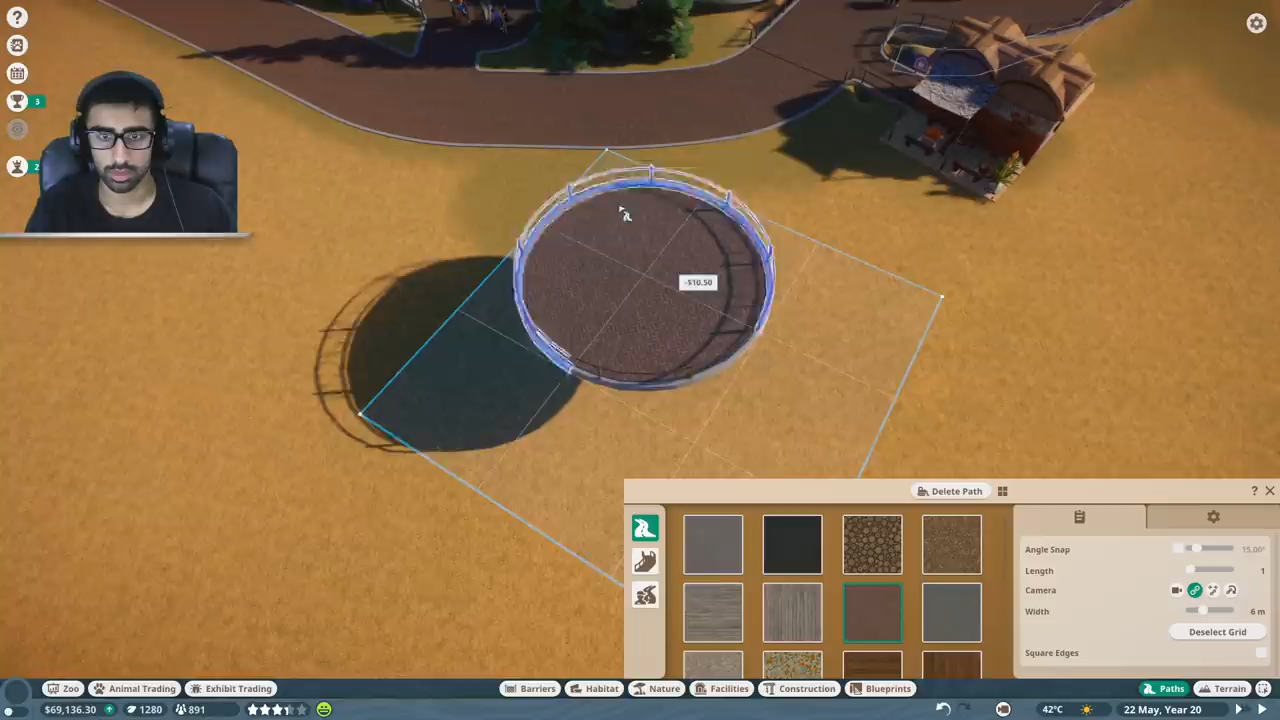 ?
3
2
-$10.50
Delete Path
?
Angle Snap 15.00°
Length 1
Camera
Width 6 m
Deselect Grid
Square Edges
Zoo Animal Trading Exhibit Trading Barriers Habitat Nature Facilities Construction Blueprints Paths Terrain
$69,136.30 1280 891 42°C 22 May, Year 20